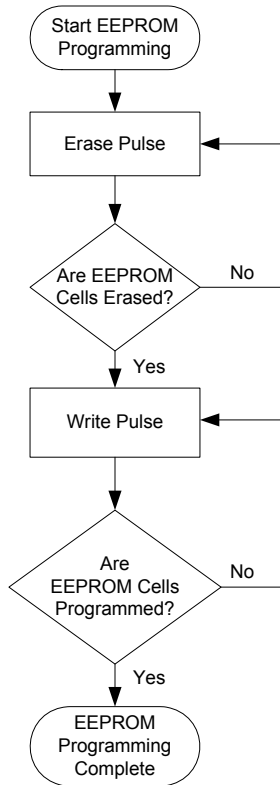 Start EEPROM
Programming
Erase Pulse
Are EEPROM
Cells Erased?
No
Yes
Write Pulse
Are
EEPROM Cells
Programmed?
No
Yes
EEPROM
Programming
Complete